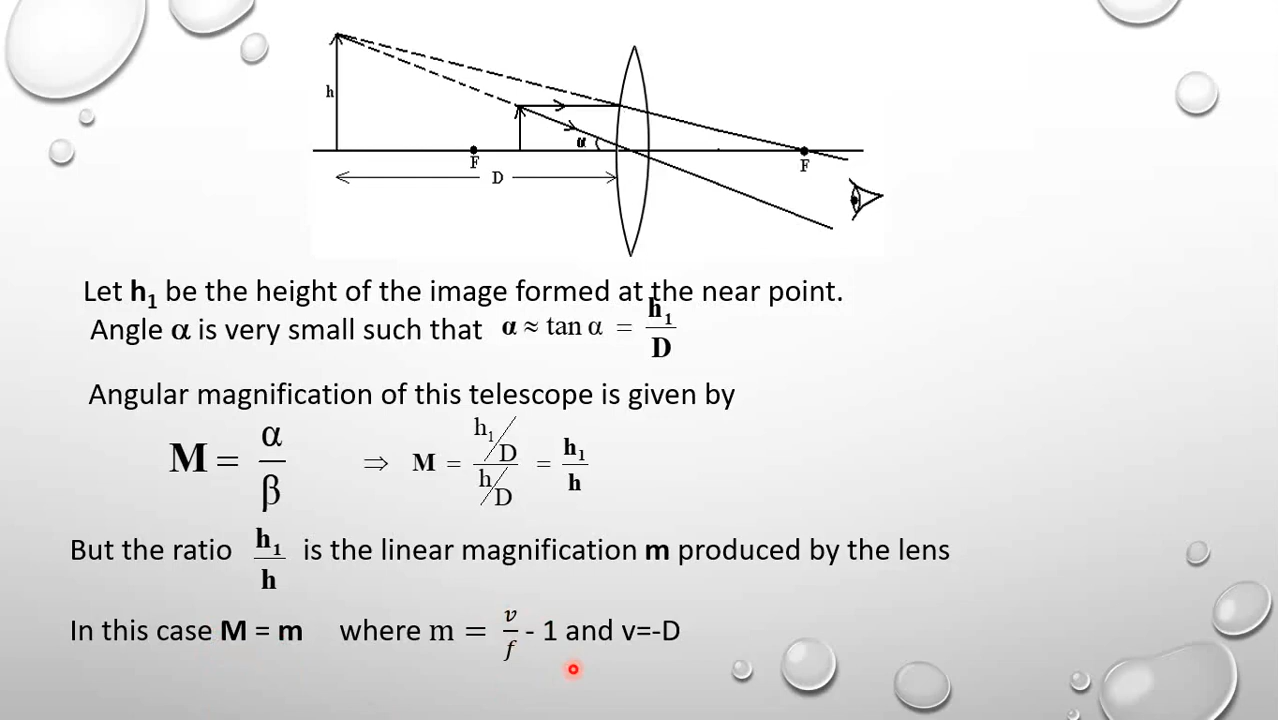 h
α
F
F
D
Let h₁ be the height of the image formed at the near point.
Angle α is very small such that α ≈ tan α = h₁/D
Angular magnification of this telescope is given by
M = α/β ⇒ M = (h₁/D)/(h/D) = h₁/h
But the ratio h₁/h is the linear magnification m produced by the lens
In this case M = m where m = v/f - 1 and v=-D